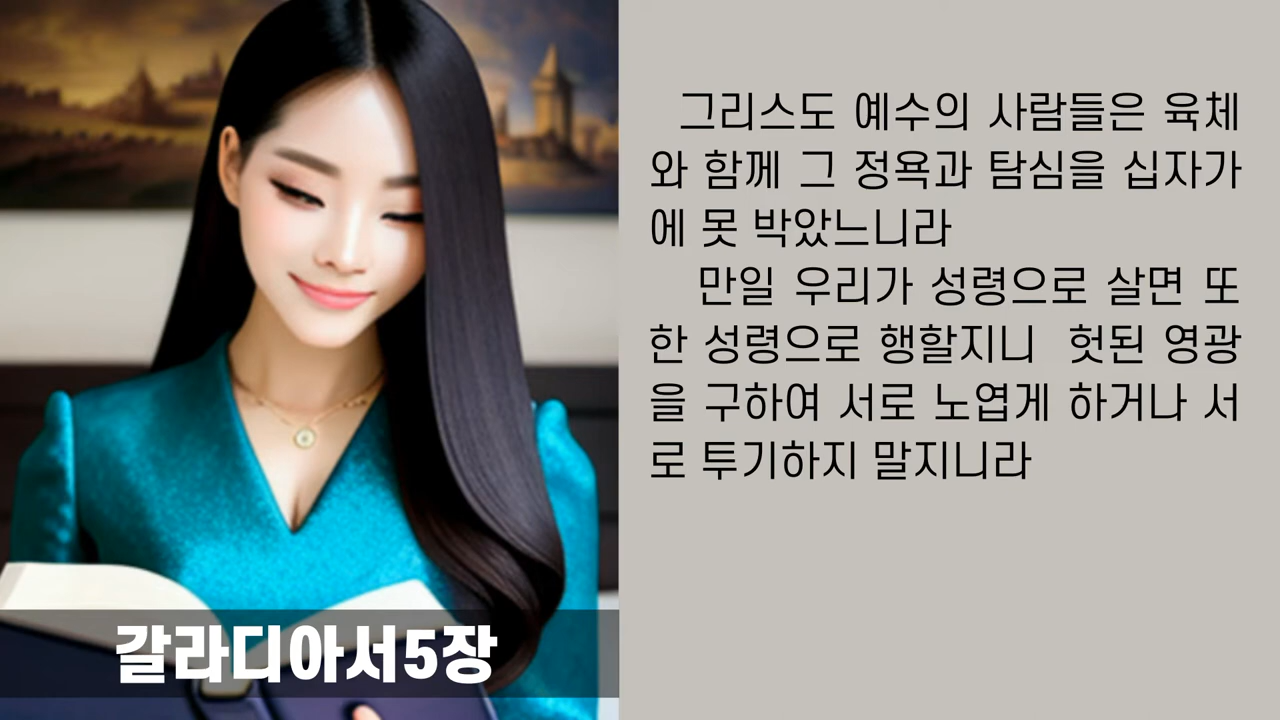 그리스도 예수의 사람들은 육체
와 함께 그 정욕과 탐심을 십자가
에 못 박았느니라
만일 우리가 성령으로 살면 또
한 성령으로 행할지니 헛된 영광
을 구하여 서로 노엽게 하거나 서
로 투기하지 말지니라
갈라디아서5장